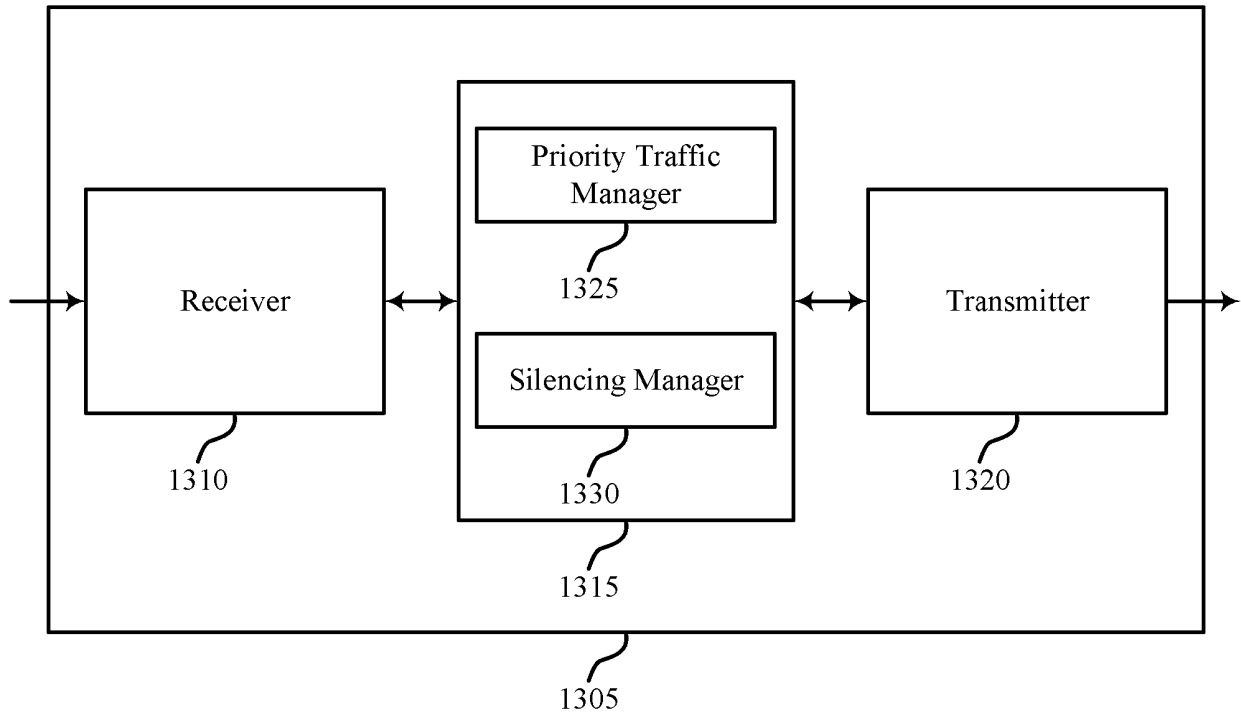 Priority Traffic
Manager
1325
Receiver
Transmitter
Silencing Manager
1310
1330
1320
1315
1305